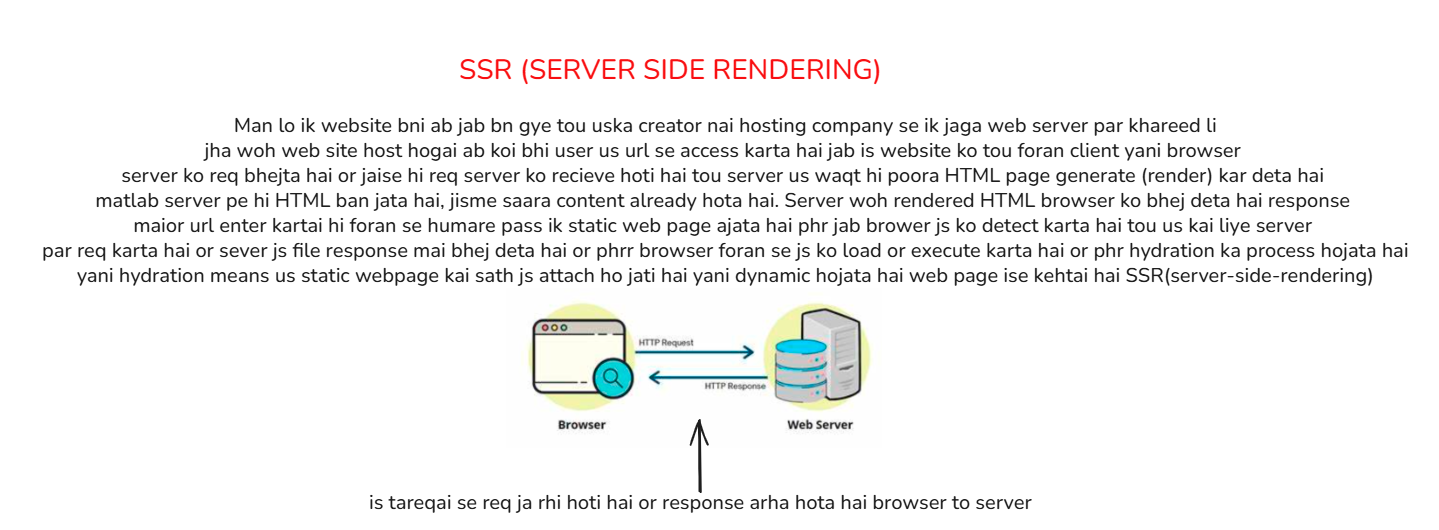 SSR (SERVER SIDE RENDERING)
Man lo ik website bni ab jab bn gye tou uska creator nai hosting company se ik jaga web server par khareed li
jha woh web site host hogai ab koi bhi user us url se access karta hai jab is website ko tou foran client yani browser
server ko req bhejta hai or jaise hi req server ko recieve hoti hai tou server us waqt hi poora HTML page generate (render) kar deta hai
matlab server pe hi HTML ban jata hai, jisme saara content already hota hai. Server woh rendered HTML browser ko bhej deta hai response
maior url enter kartai hi foran se humare pass ik static web page ajata hai phr jab brower js ko detect karta hai tou us kai liye server
par req karta hai or sever js file response mai bhej deta hai or phrr browser foran se js ko load or execute karta hai or phr hydration ka process hojata hai
yani hydration means us static webpage kai sath js attach ho jati hai yani dynamic hojata hai web page ise kehtai hai SSR(server-side-rendering)
HTTP Request
HTTP Response
Browser
Web Server
is tareqai se req ja rhi hoti hai or response arha hota hai browser to server